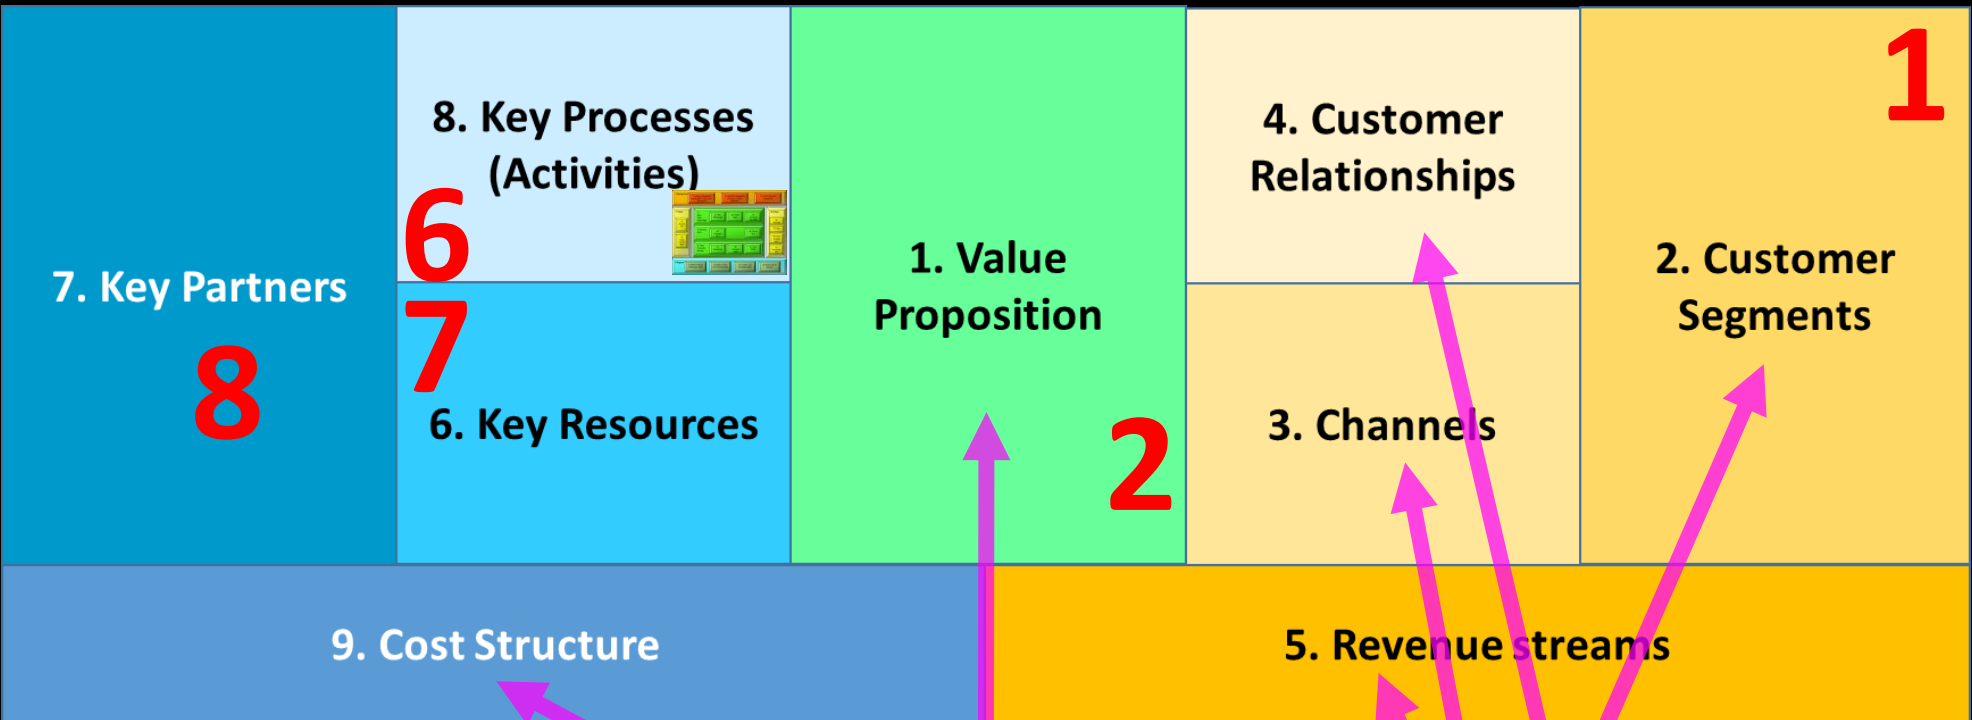 7. Key Partners
8
8. Key Processes
(Activities)
6
7
6. Key Resources
1. Value
Proposition
2
4. Customer
Relationships
3. Channels
1
2. Customer
Segments
9. Cost Structure
5. Revenue streams